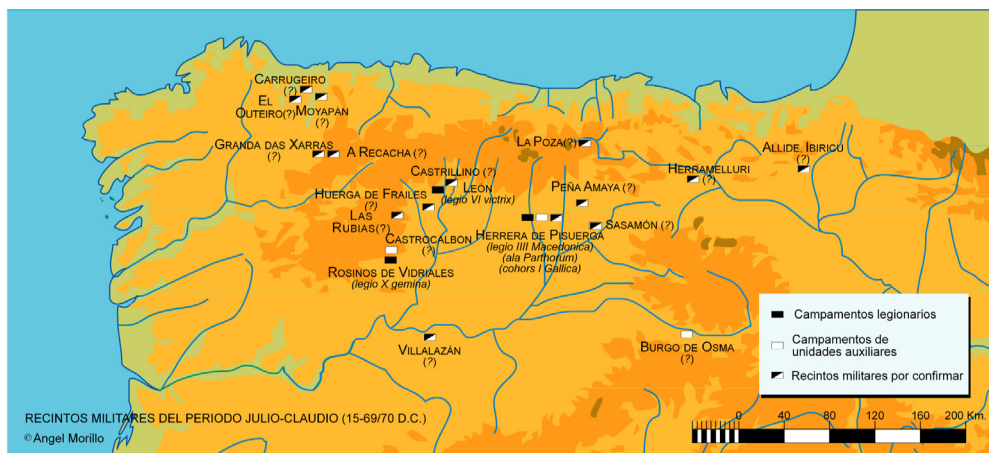 CARRUGEIRO
(?)
EL
OUTEIRO(?)
MOYAPÁN
(?)
GRANDA DAS XARRAS
(?)
A RECACHA (?)
LA POZA(?)
ALLIDE, IBIRICU
(?)
CASTRILLINO (?)
LEÓN
(legio VI victrix)
HERRAMELLURI
(?)
PEÑA AMAYA (?)
HUERGA DE FRAILES
(?)
LAS
RUBIAS(?)
SASAMÓN (?)
CASTROCALBÓN
(?)
HERRERA DE PISUERGA
(legio IIII Macedonica)
(ala Parthorum)
(cohors I Gallica)
ROSINOS DE VIDRIALES
(legio X gemina)
VILLALAZÁN
(?)
BURGO DE OSMA
(?)
Campamentos legionarios
Campamentos de
unidades auxiliares
Recintos militares por confirmar
RECINTOS MILITARES DEL PERIODO JULIO-CLAUDIO (15-69/70 D.C.)
©Angel Morillo
0 40 80 120 160 200 Km.